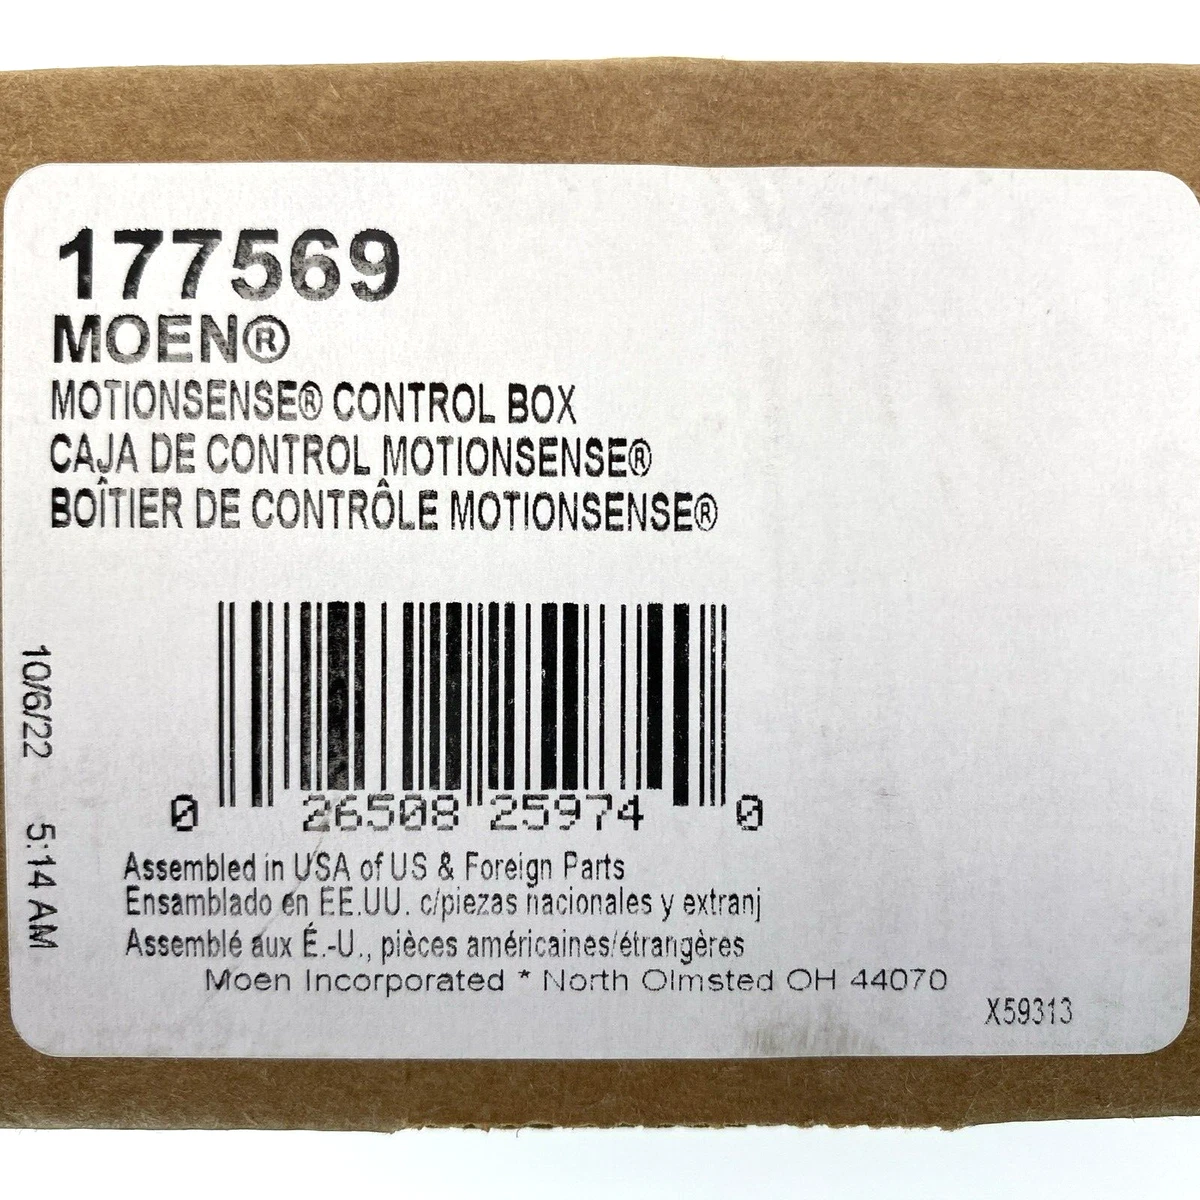 177569
MOEN®
MOTIONSENSE® CONTROL BOX
CAJA DE CONTROL MOTIONSENSE®
BOÎTIER DE CONTRÔLE MOTIONSENSE®
10/6/22 5:14 AM
0 26508 25974 0
Assembled in USA of US & Foreign Parts
Ensamblado en EE.UU. c/piezas nacionales y extranj
Assemblé aux É.-U., pièces américaines/étrangères
Moen Incorporated * North Olmsted OH 44070
X59313